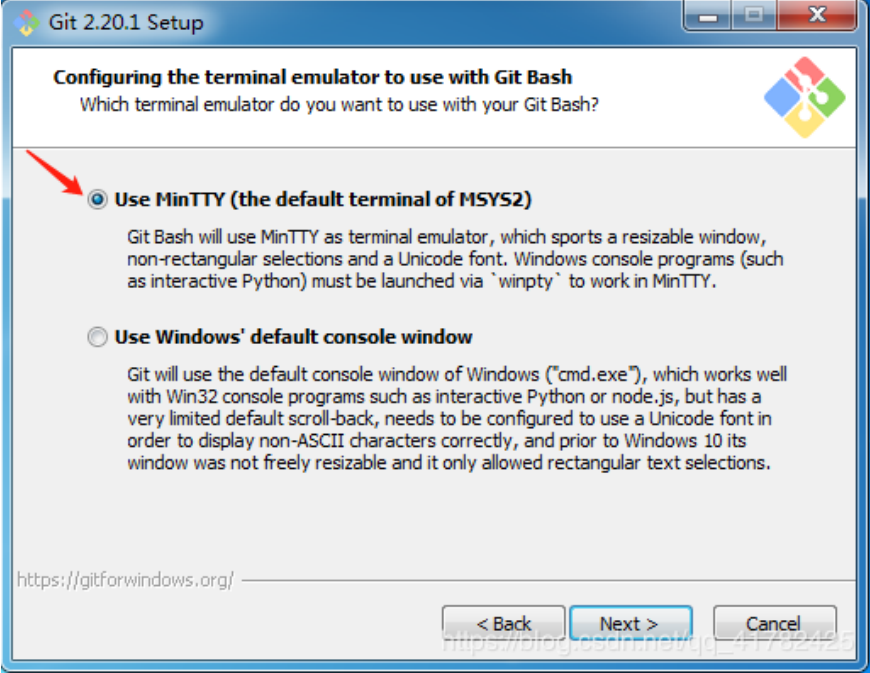 Git 2.20.1 Setup
Configuring the terminal emulator to use with Git Bash
Which terminal emulator do you want to use with your Git Bash?
Use MinTTY (the default terminal of MSYS2)
Git Bash will use MinTTY as terminal emulator, which sports a resizable window,
non-rectangular selections and a Unicode font. Windows console programs (such
as interactive Python) must be launched via `winpty` to work in MinTTY.
Use Windows' default console window
Git will use the default console window of Windows ("cmd.exe"), which works well
with Win32 console programs such as interactive Python or node.js, but has a
very limited default scroll-back, needs to be configured to use a Unicode font in
order to display non-ASCII characters correctly, and prior to Windows 10 its
window was not freely resizable and it only allowed rectangular text selections.
https://gitforwindows.org/
< Back Next > Cancel
https://blog.csdn.net/qq_41782425